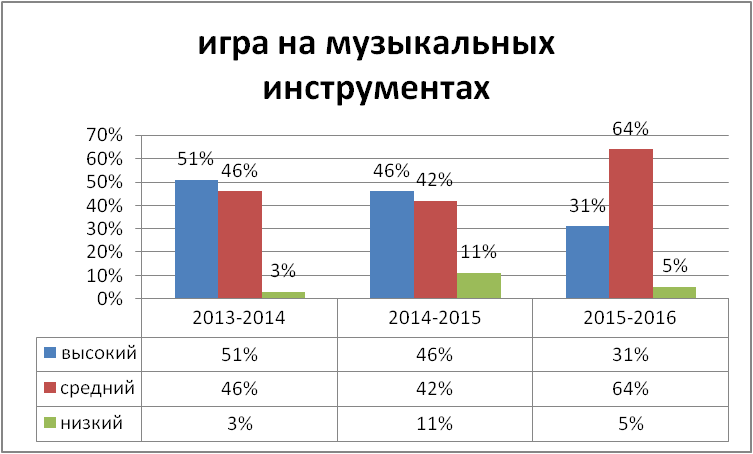 игра на музыкальных
инструментах
70%
60%
50%
40%
30%
20%
10%
0%
51% 46% 3% 46% 42% 11% 31% 64% 5%
2013-2014 2014-2015 2015-2016
высокий 51% 46% 31%
средний 46% 42% 64%
низкий 3% 11% 5%